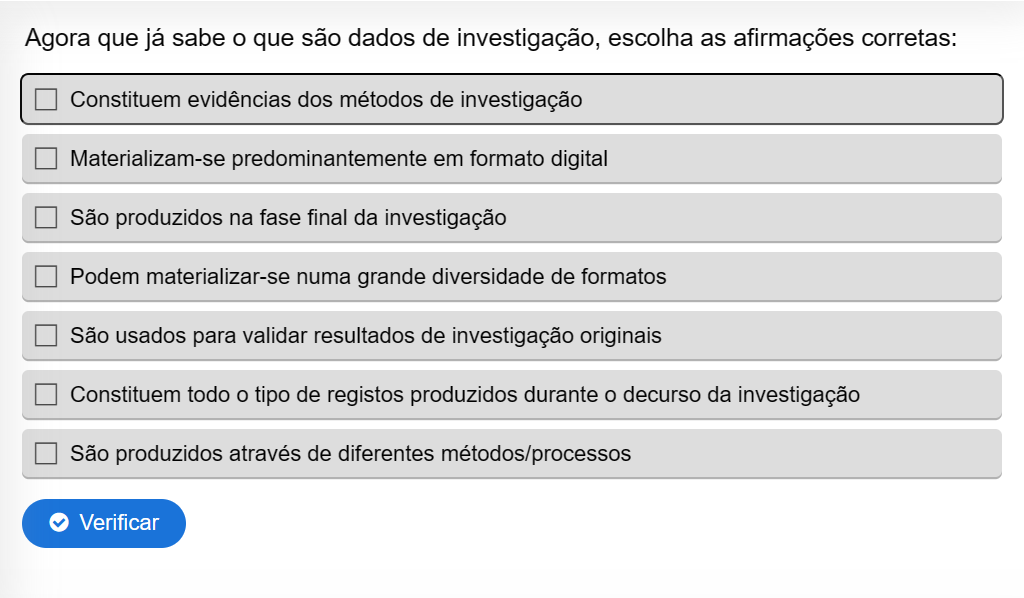 Agora que já sabe o que são dados de investigação, escolha as afirmações corretas:
Constituem evidências dos métodos de investigação
Materializam-se predominantemente em formato digital
São produzidos na fase final da investigação
Podem materializar-se numa grande diversidade de formatos
São usados para validar resultados de investigação originais
Constituem todo o tipo de registos produzidos durante o decurso da investigação
São produzidos através de diferentes métodos/processos
Verificar